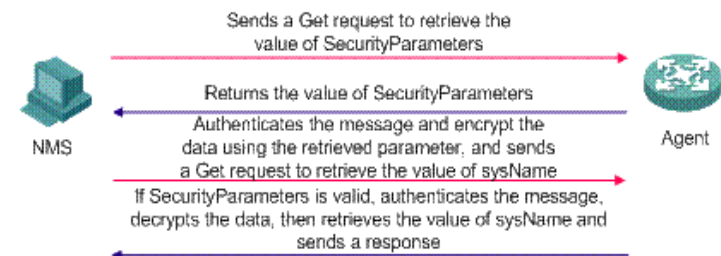 Sends a Get request to retrieve the
value of SecurityParameters
Returns the value of SecurityParameters
Authenticates the message and encrypt the
data using the retrieved parameter, and sends
a Get request to retrieve the value of sysName
NMS
Agent
If SecurityParameters is valid, authenticates the message,
decrypts the data, then retrieves the value of sysName and
sends a response